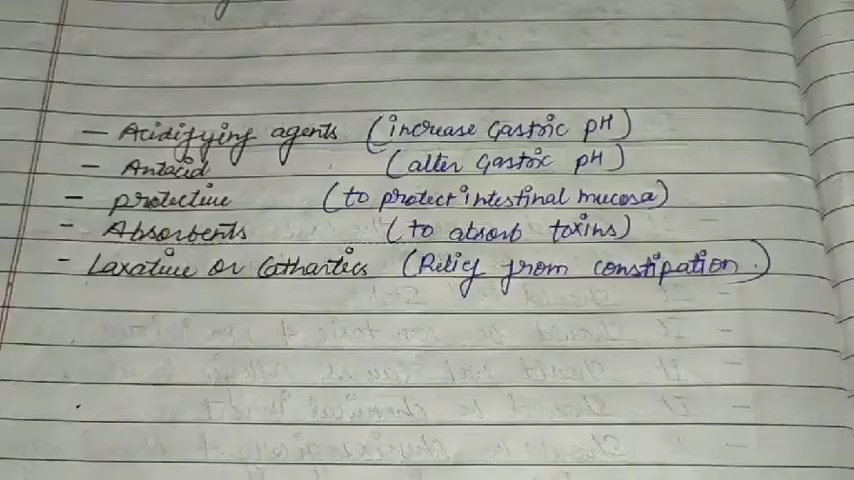 - Acidifying agents (increase gastric pH)
- Antacid (alter gastric pH)
- protective (to protect intestinal mucosa)
- Absorbents (to absorb toxins)
- Laxative or Cathartics (Relief from constipation.)